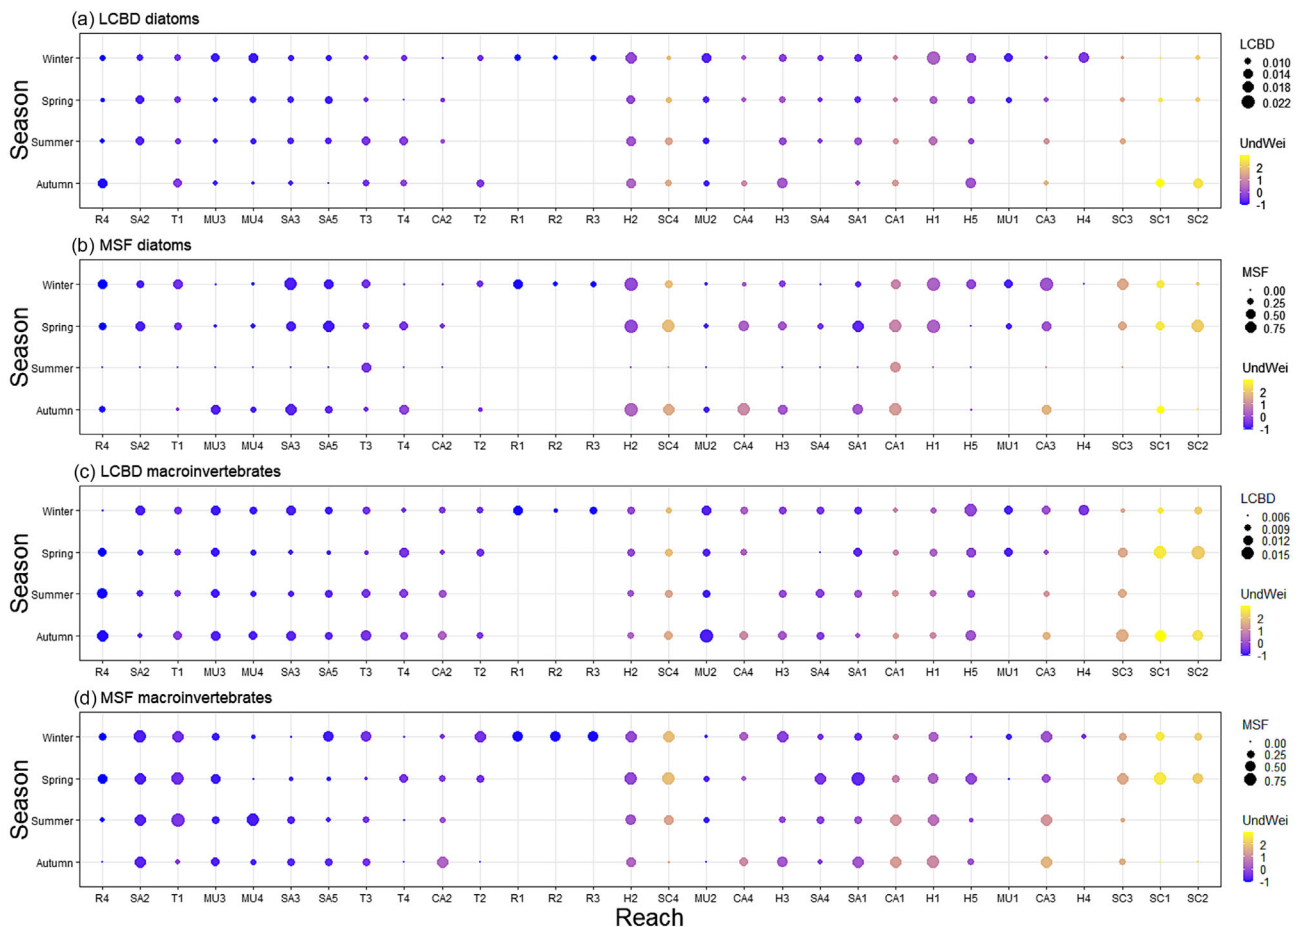 (a) LCBD diatoms
Season
Winter
Spring
Summer
Autumn
R4 SA2 T1 MU3 MU4 SA3 SA5 T3 T4 CA2 T2 R1 R2 R3 H2 SC4 MU2 CA4 H3 SA4 SA1 CA1 H1 H5 MU1 CA3 H4 SC3 SC1 SC2
LCBD
0.010
0.014
0.018
0.022
UndWei
2
1
0
-1
(b) MSF diatoms
Season
Winter
Spring
Summer
Autumn
R4 SA2 T1 MU3 MU4 SA3 SA5 T3 T4 CA2 T2 R1 R2 R3 H2 SC4 MU2 CA4 H3 SA4 SA1 CA1 H1 H5 MU1 CA3 H4 SC3 SC1 SC2
MSF
0.00
0.25
0.50
0.75
UndWei
2
1
0
-1
(c) LCBD macroinvertebrates
Season
Winter
Spring
Summer
Autumn
R4 SA2 T1 MU3 MU4 SA3 SA5 T3 T4 CA2 T2 R1 R2 R3 H2 SC4 MU2 CA4 H3 SA4 SA1 CA1 H1 H5 MU1 CA3 H4 SC3 SC1 SC2
LCBD
0.006
0.009
0.012
0.015
UndWei
2
1
0
-1
(d) MSF macroinvertebrates
Season
Winter
Spring
Summer
Autumn
R4 SA2 T1 MU3 MU4 SA3 SA5 T3 T4 CA2 T2 R1 R2 R3 H2 SC4 MU2 CA4 H3 SA4 SA1 CA1 H1 H5 MU1 CA3 H4 SC3 SC1 SC2
MSF
0.00
0.25
0.50
0.75
UndWei
2
1
0
-1
Reach